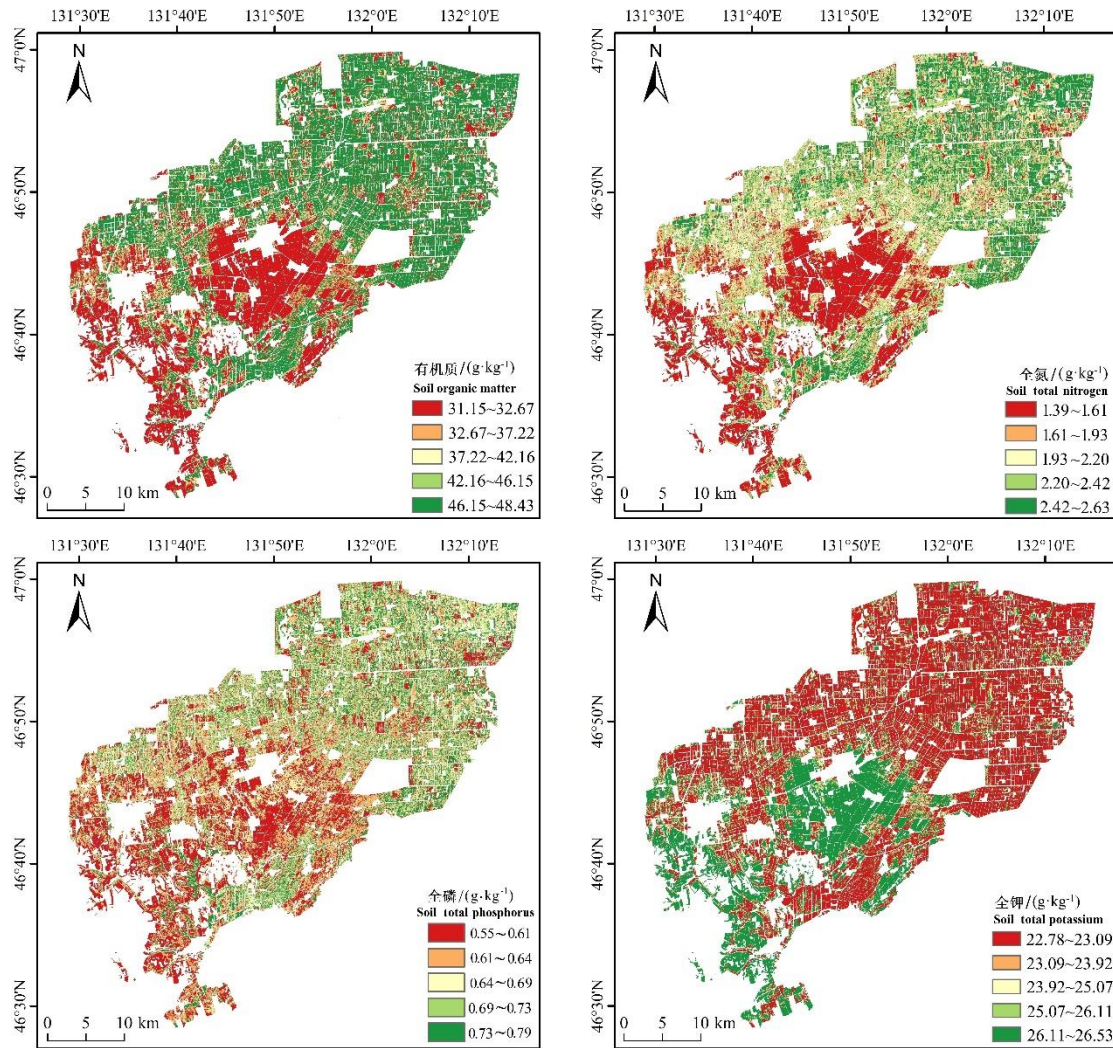 131°30′E 131°40′E 131°50′E 132°0′E 132°10′E
47°0′N
46°50′N
46°40′N
46°30′N
N
有机质/(g·kg⁻¹)
Soil organic matter
31.15~32.67
32.67~37.22
37.22~42.16
42.16~46.15
46.15~48.43
0 5 10 km
131°30′E 131°40′E 131°50′E 132°0′E 132°10′E
47°0′N
46°50′N
46°40′N
46°30′N
N
全氮/(g·kg⁻¹)
Soil total nitrogen
1.39~1.61
1.61~1.93
1.93~2.20
2.20~2.42
2.42~2.63
0 5 10 km
131°30′E 131°40′E 131°50′E 132°0′E 132°10′E
47°0′N
46°50′N
46°40′N
46°30′N
N
全磷/(g·kg⁻¹)
Soil total phosphorus
0.55~0.61
0.61~0.64
0.64~0.69
0.69~0.73
0.73~0.79
0 5 10 km
131°30′E 131°40′E 131°50′E 132°0′E 132°10′E
47°0′N
46°50′N
46°40′N
46°30′N
N
全钾/(g·kg⁻¹)
Soil total potassium
22.78~23.09
23.09~23.92
23.92~25.07
25.07~26.11
26.11~26.53
0 5 10 km